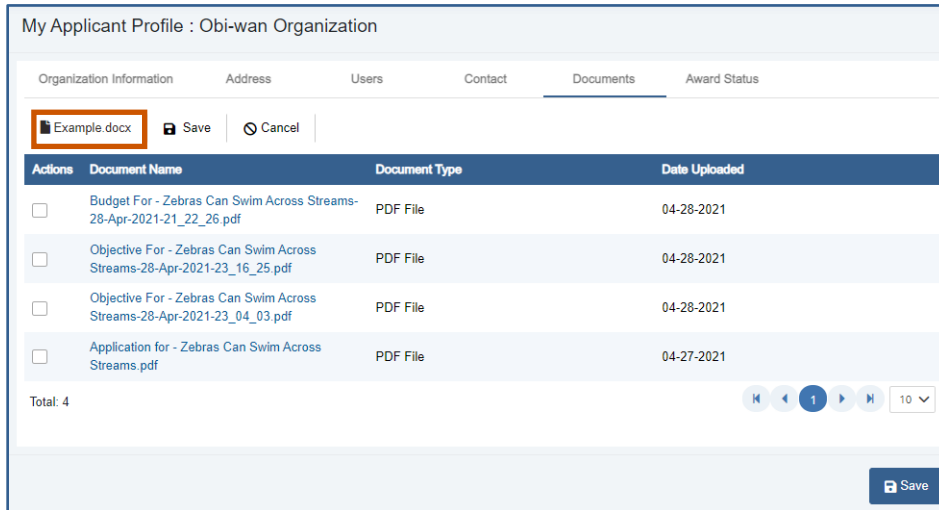 My Applicant Profile : Obi-wan Organization
Organization Information Address Users Contact Documents Award Status
Example.docx Save Cancel
Actions Document Name Document Type Date Uploaded
Budget For - Zebras Can Swim Across Streams-
28-Apr-2021-21_22_26.pdf PDF File 04-28-2021
Objective For - Zebras Can Swim Across
Streams-28-Apr-2021-23_16_25.pdf PDF File 04-28-2021
Objective For - Zebras Can Swim Across
Streams-28-Apr-2021-23_04_03.pdf PDF File 04-28-2021
Application for - Zebras Can Swim Across
Streams.pdf PDF File 04-27-2021
Total: 4 1 10
Save